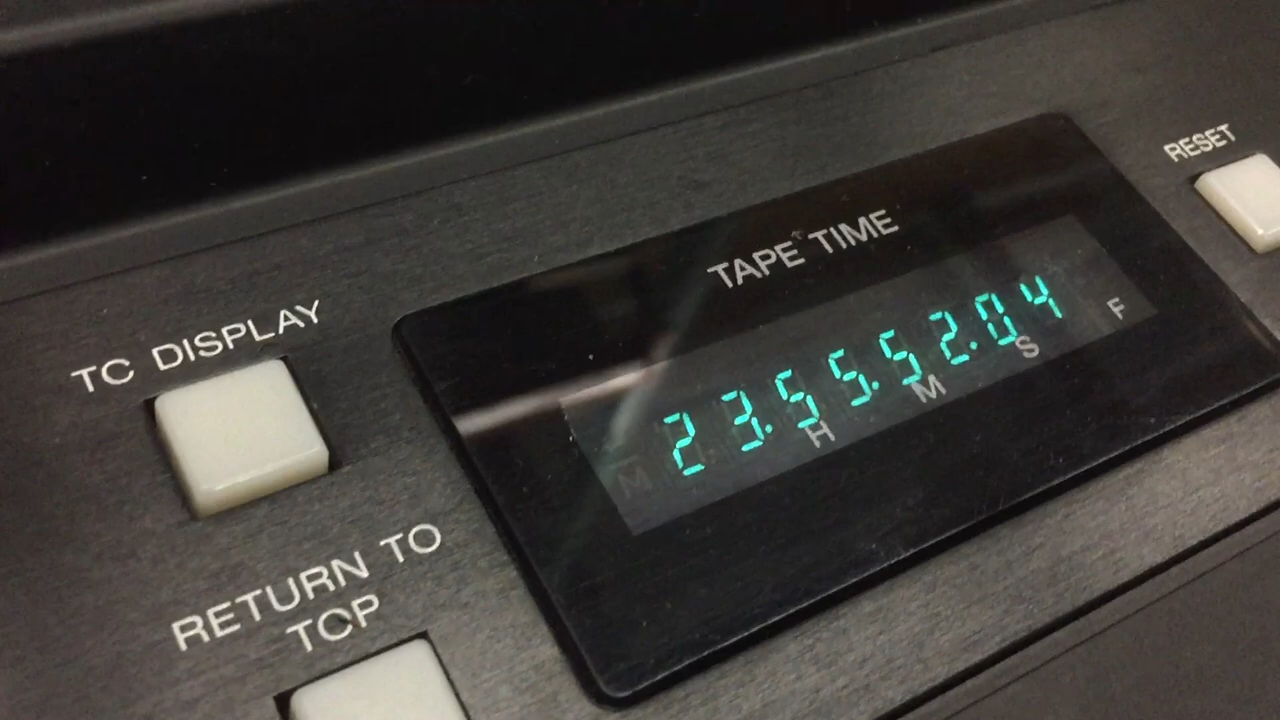 RESET
TAPE TIME
23.55.52.04
M H M S F
TC DISPLAY
RETURN TO
TOP